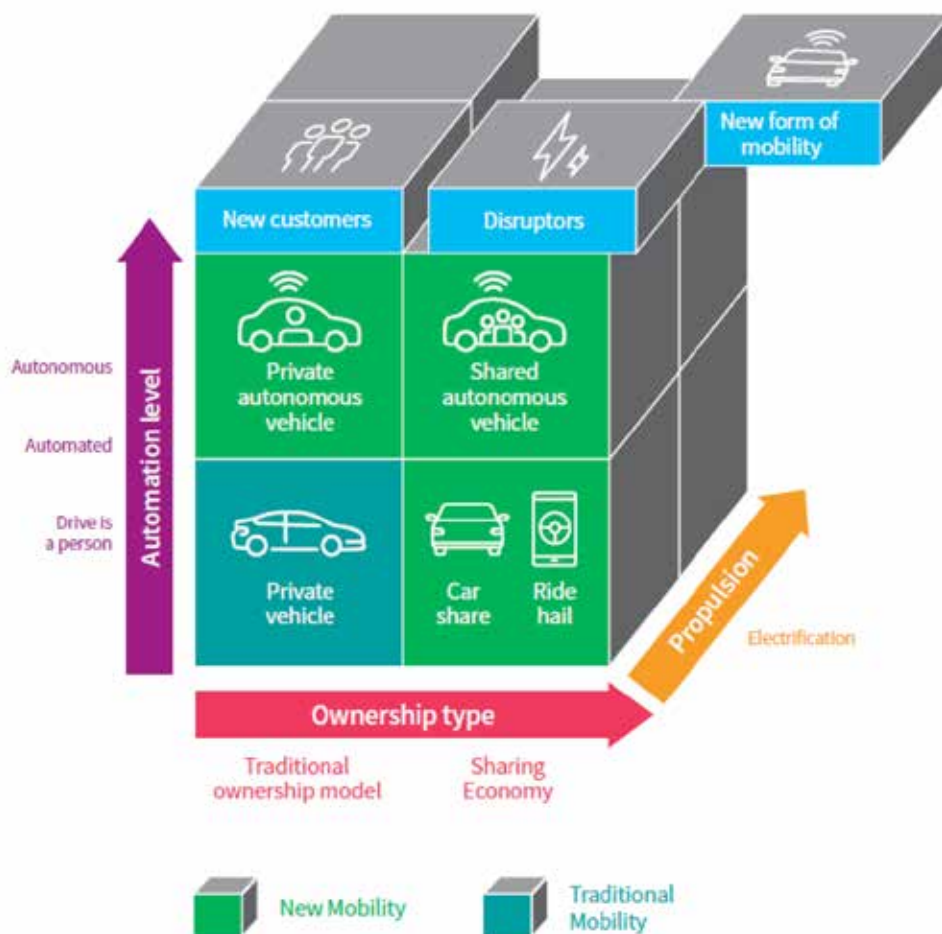 New form of
mobility
New customers
Disruptors
Automation level
Autonomous
Automated
Drive is
a person
Private
autonomous
vehicle
Shared
autonomous
vehicle
Private
vehicle
Car
share
Ride
hail
Propulsion
Electrification
Ownership type
Traditional
ownership model
Sharing
Economy
New Mobility
Traditional
Mobility